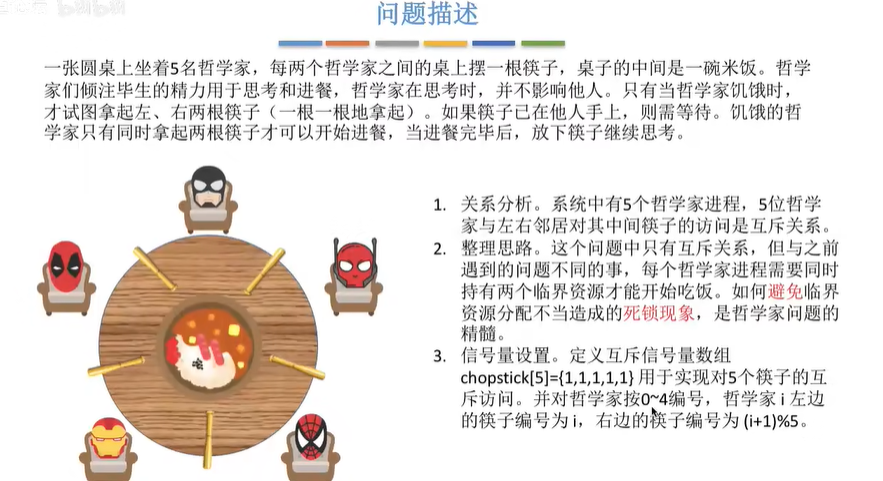 问题描述
一张圆桌上坐着5名哲学家，每两个哲学家之间的桌上摆一根筷子，桌子的中间是一碗米饭。哲学
家们倾注毕生的精力用于思考和进餐，哲学家在思考时，并不影响他人。只有当哲学家饥饿时，
才试图拿起左、右两根筷子（一根一根地拿起）。如果筷子已在他人手上，则需等待。饥饿的哲
学家只有同时拿起两根筷子才可以开始进餐，当进餐完毕后，放下筷子继续思考。
1. 关系分析。系统中有5个哲学家进程，5位哲学
家与左右邻居对其中间筷子的访问是互斥关系。
2. 整理思路。这个问题中只有互斥关系，但与之前
遇到的问题不同的事，每个哲学家进程需要同时
持有两个临界资源才能开始吃饭。如何避免临界
资源分配不当造成的死锁现象，是哲学家问题的
精髓。
3. 信号量设置。定义互斥信号量数组
chopstick[5]={1,1,1,1,1} 用于实现对5个筷子的互
斥访问。并对哲学家按0~4编号，哲学家 i 左边
的筷子编号为 i，右边的筷子编号为 (i+1)%5。